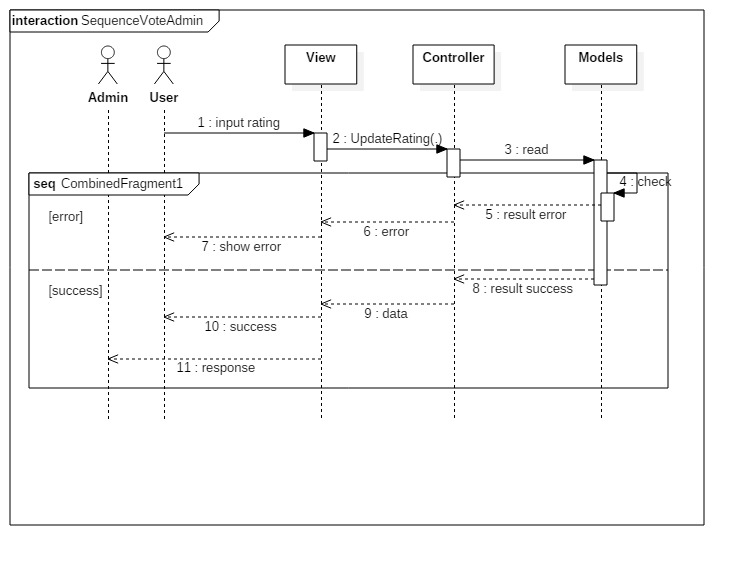 interaction SequenceVoteAdmin
Admin
User
View
Controller
Models
1 : input rating
2 : UpdateRating(.)
3 : read
seq CombinedFragment1
4 : check
[error]
5 : result error
6 : error
7 : show error
[success]
8 : result success
9 : data
10 : success
11 : response